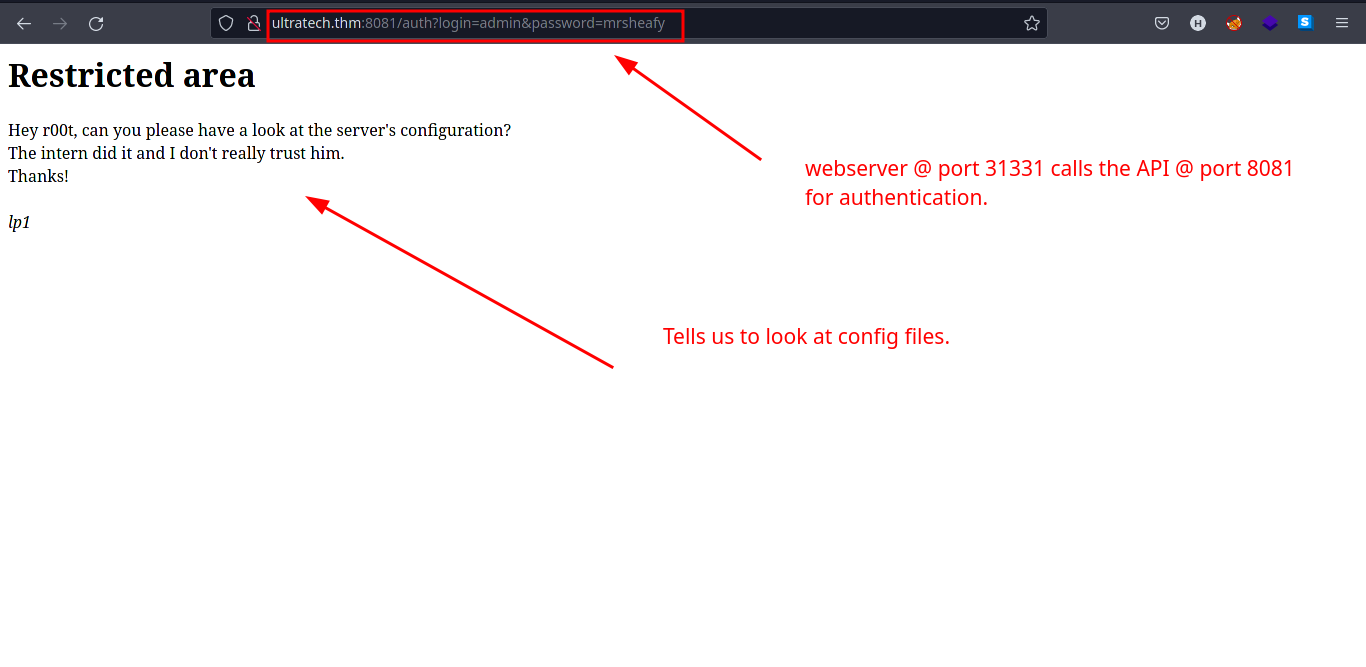 ultratech.thm:8081/auth?login=admin&password=mrsheafy
H
S
Restricted area
Hey r00t, can you please have a look at the server's configuration?
The intern did it and I don't really trust him.
Thanks!
webserver @ port 31331 calls the API @ port 8081
for authentication.
lp1
Tells us to look at config files.